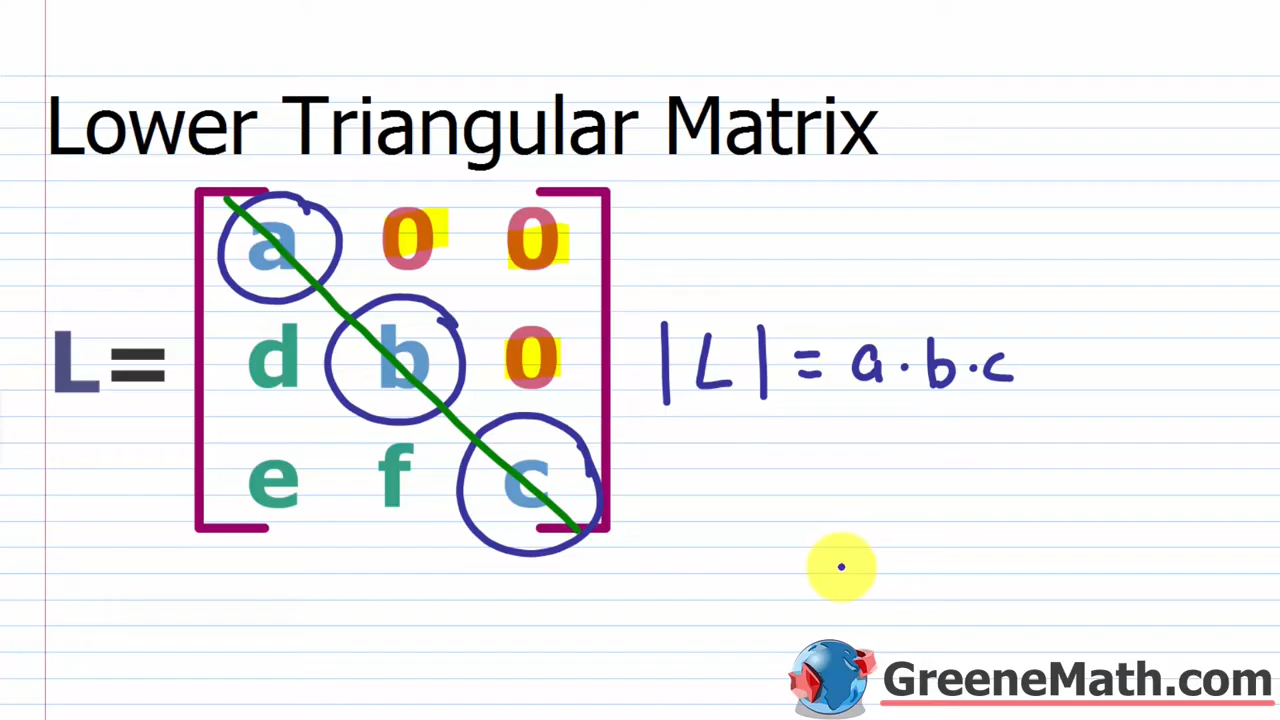 Lower Triangular Matrix
a 0 0
L= d b 0
e f c
|L| = a·b·c
GreeneMath.com